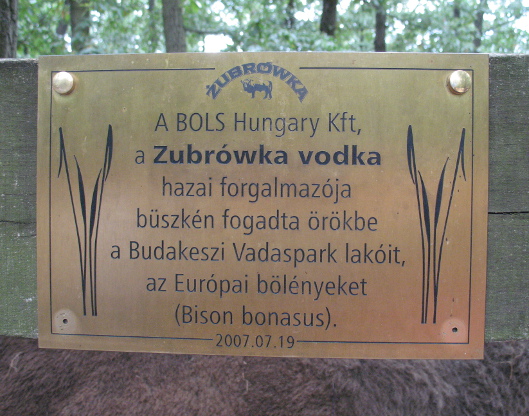 ŻUBRÓWKA
A BOLS Hungary Kft,
a Zubrówka vodka
hazai forgalmazója
büszkén fogadta örökbe
a Budakeszi Vadaspark lakóit,
az Európai bölényeket
(Bison bonasus).
2007.07.19